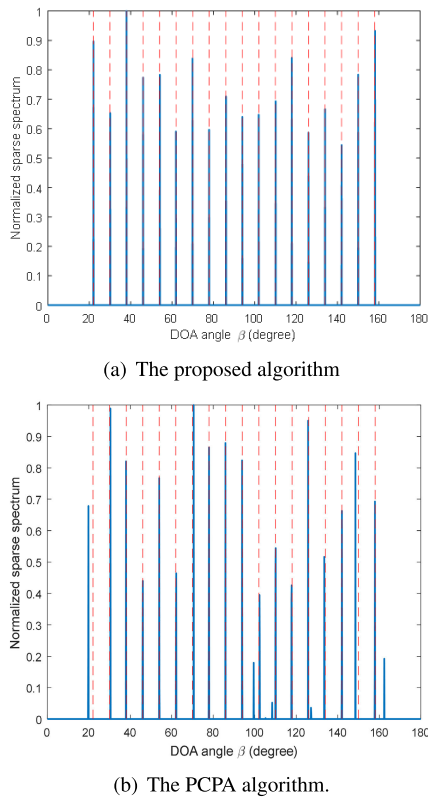 1
0.9
0.8
0.7
0.6
0.5
0.4
0.3
0.2
0.1
0
Normalized sparse spectrum
0 20 40 60 80 100 120 140 160 180
DOA angle β (degree)
(a) The proposed algorithm
1
0.9
0.8
0.7
0.6
0.5
0.4
0.3
0.2
0.1
0
Normalized sparse spectrum
0 20 40 60 80 100 120 140 160 180
DOA angle β (degree)
(b) The PCPA algorithm.